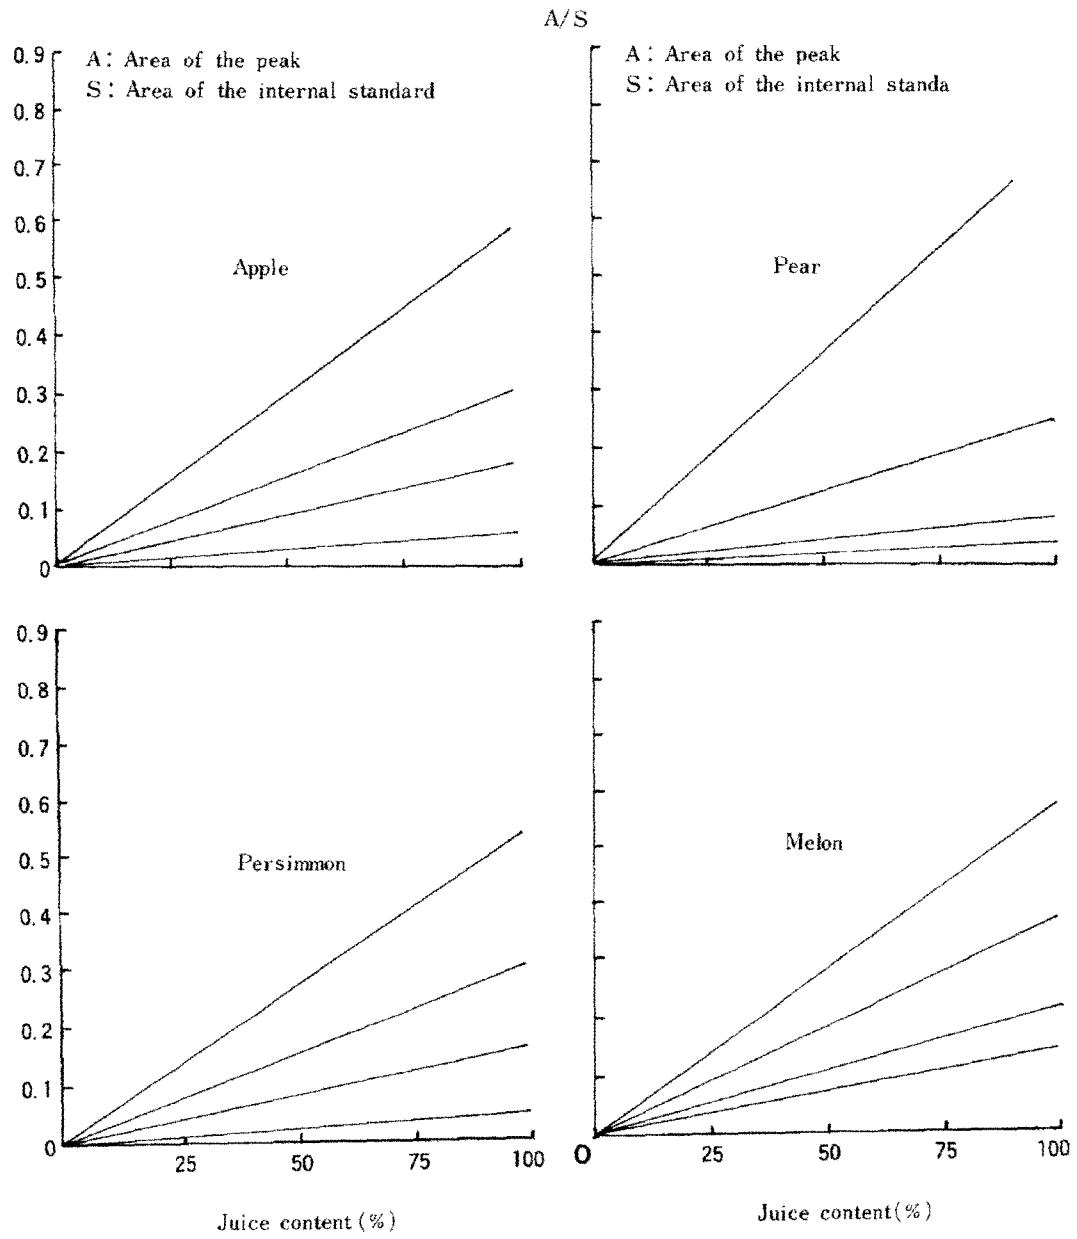 A/S
A: Area of the peak
S: Area of the internal standard
A: Area of the peak
S: Area of the internal standa
0.9
0.8
0.7
0.6
0.5
0.4
0.3
0.2
0.1
0
Apple
Pear
0.9
0.8
0.7
0.6
0.5
0.4
0.3
0.2
0.1
0
Persimmon
Melon
25 50 75 100
O 25 50 75 100
Juice content (%)
Juice content (%)